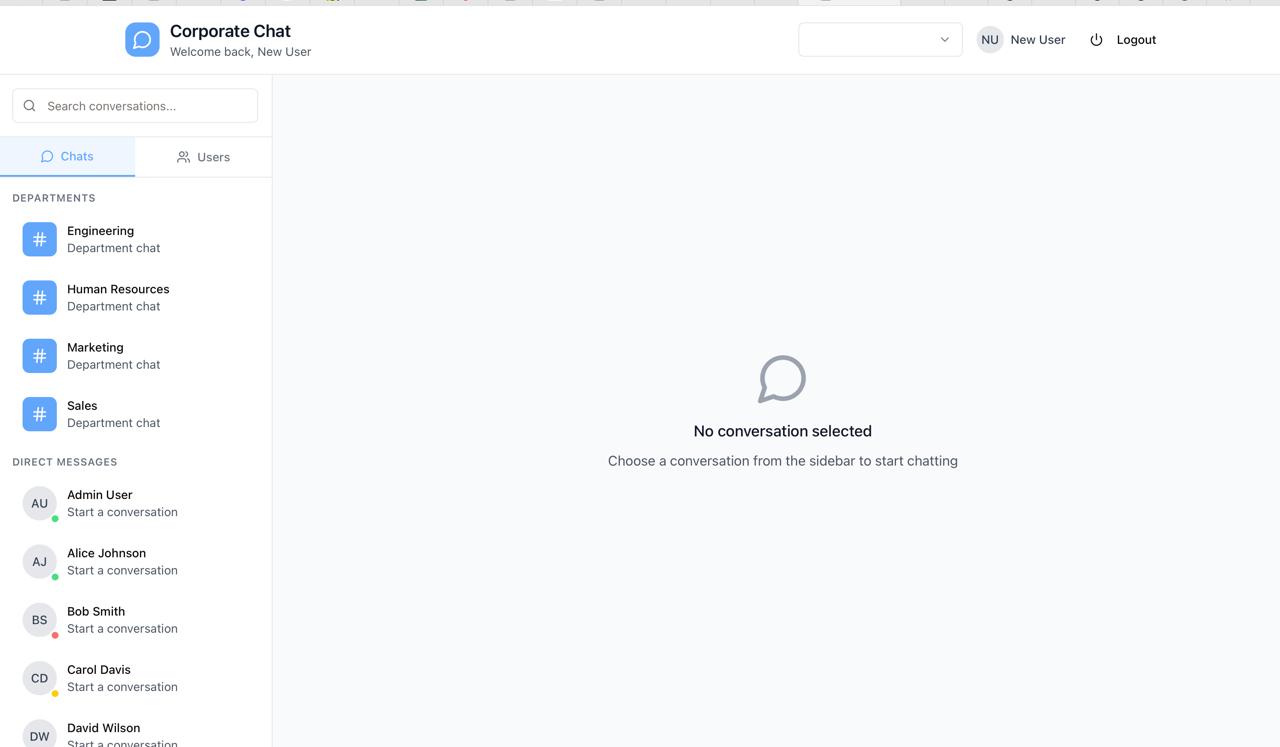 Corporate Chat
Welcome back, New User
NU
New User
Logout
Search conversations...
Chats
Users
DEPARTMENTS
#
Engineering
Department chat
#
Human Resources
Department chat
#
Marketing
Department chat
#
Sales
Department chat
DIRECT MESSAGES
AU
Admin User
Start a conversation
AJ
Alice Johnson
Start a conversation
BS
Bob Smith
Start a conversation
CD
Carol Davis
Start a conversation
DW
David Wilson
Start a conversation
No conversation selected
Choose a conversation from the sidebar to start chatting